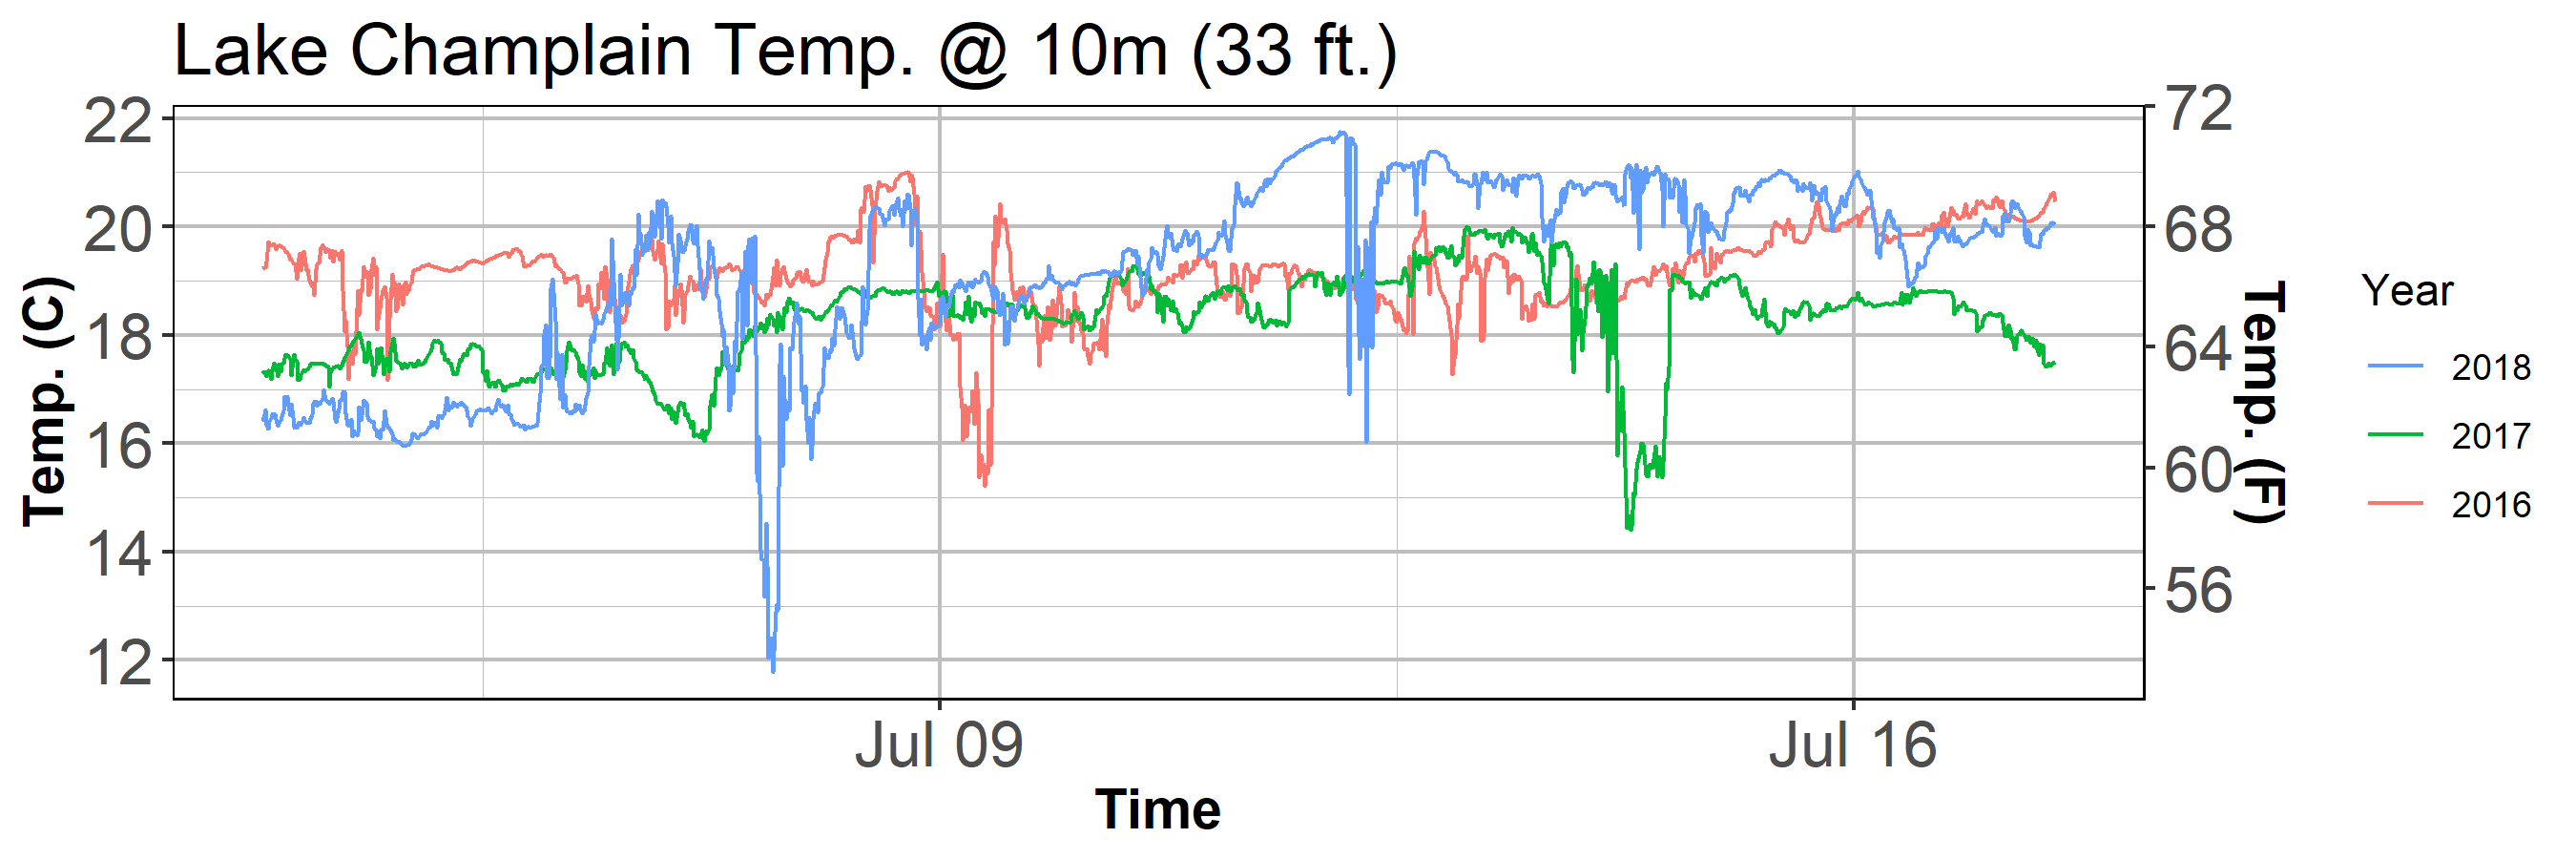 Lake Champlain Temp. @ 10m (33 ft.)
22
20
18
16
14
12
Temp. (C)
72
68
64
60
56
Temp. (F)
Jul 09
Jul 16
Time
Year
2018
2017
2016